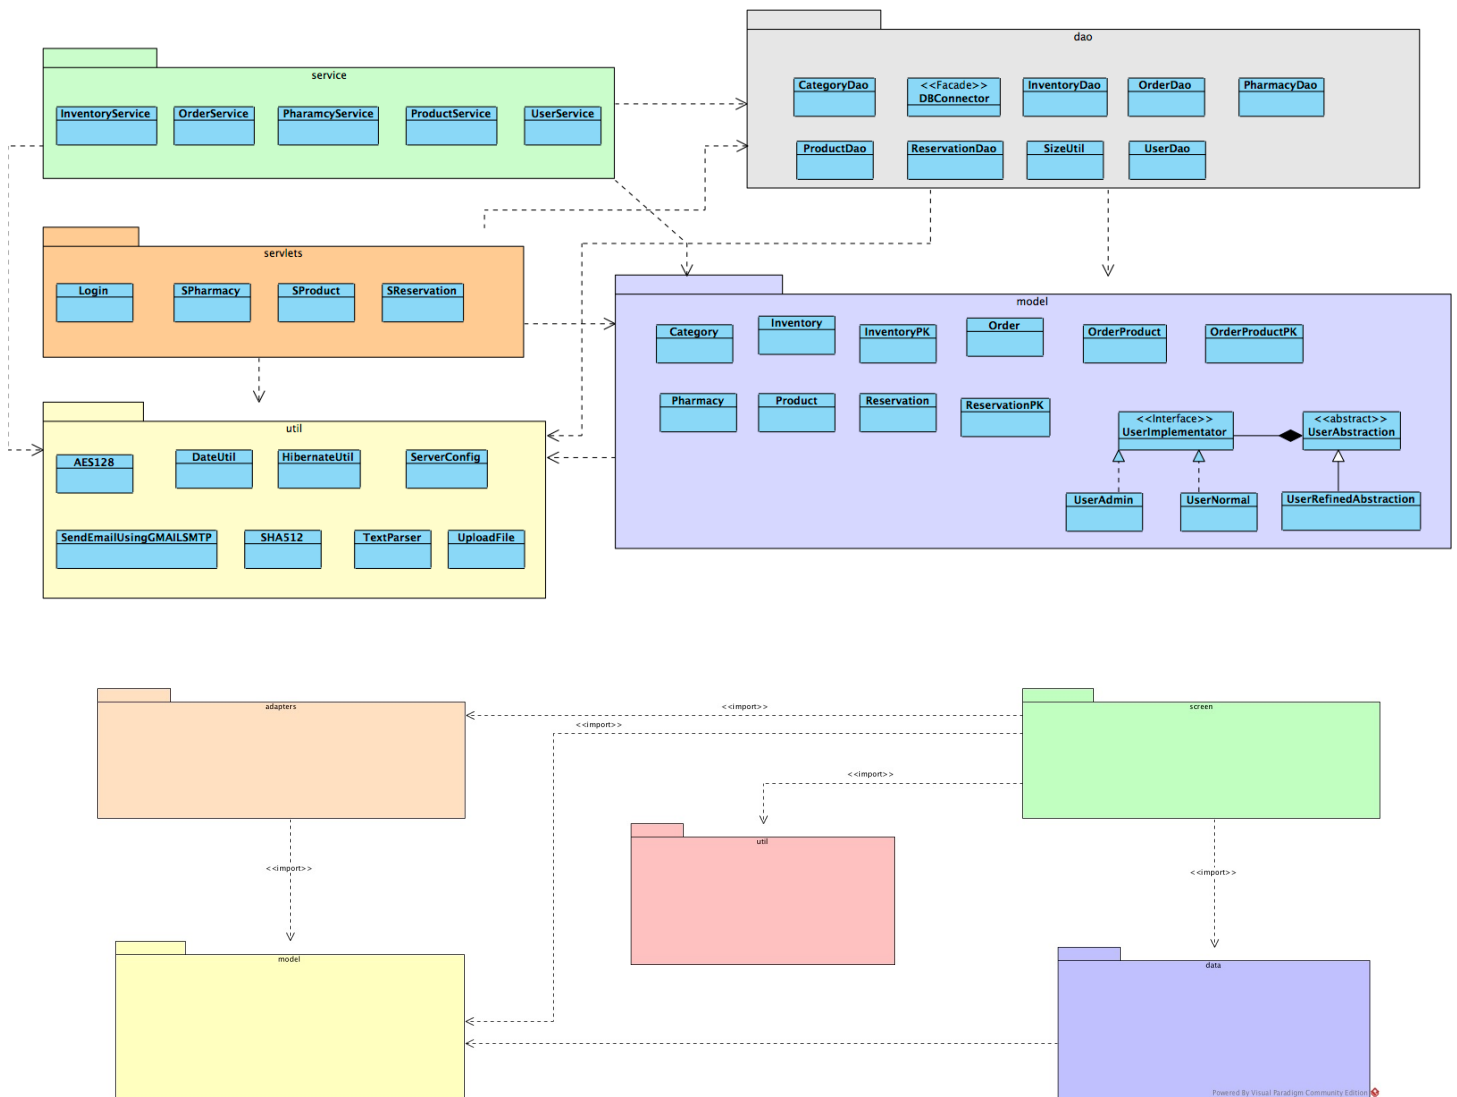 service
InventoryService
OrderService
PharamcyService
ProductService
UserService
dao
CategoryDao
<<Facade>>
DBConnector
InventoryDao
OrderDao
PharmacyDao
ProductDao
ReservationDao
SizeUtil
UserDao
servlets
Login
SPharmacy
SProduct
SReservation
model
Category
Inventory
InventoryPK
Order
OrderProduct
OrderProductPK
Pharmacy
Product
Reservation
ReservationPK
<<Interface>>
UserImplementator
<<abstract>>
UserAbstraction
UserAdmin
UserNormal
UserRefinedAbstraction
util
AES128
DateUtil
HibernateUtil
ServerConfig
SendEmailUsingGMAILSMTP
SHA512
TextParser
UploadFile
adapters
<<import>>
screen
<<import>>
<<import>>
util
<<import>>
<<import>>
model
data
Powered By Visual Paradigm Community Edition